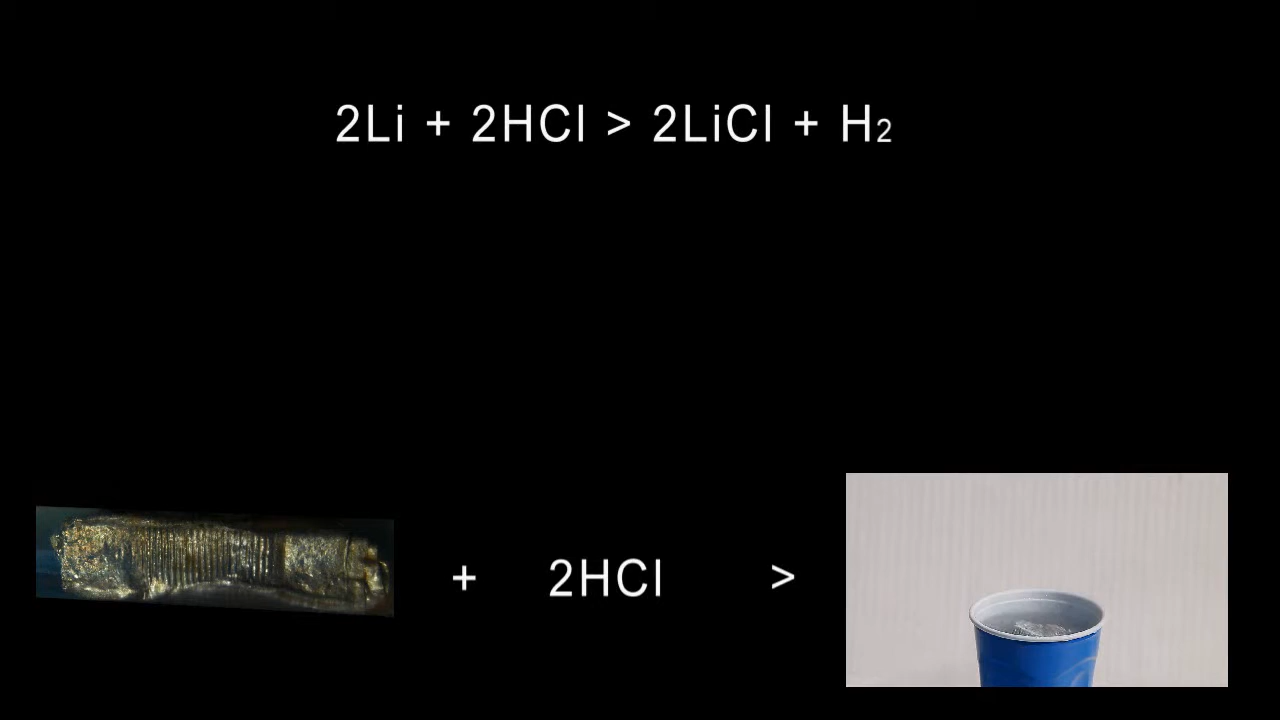 2Li + 2HCl > 2LiCl + H₂
+ 2HCl >